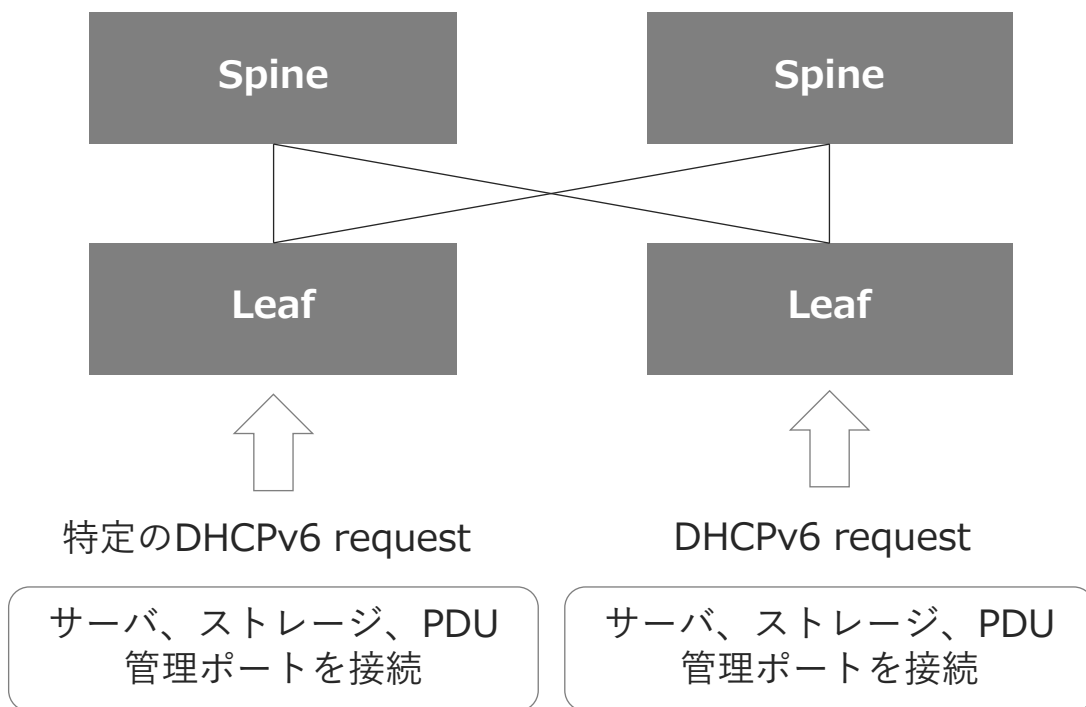 Spine
Spine
Leaf
Leaf
特定のDHCPv6 request
DHCPv6 request
サーバ、ストレージ、PDU
管理ポートを接続
サーバ、ストレージ、PDU
管理ポートを接続